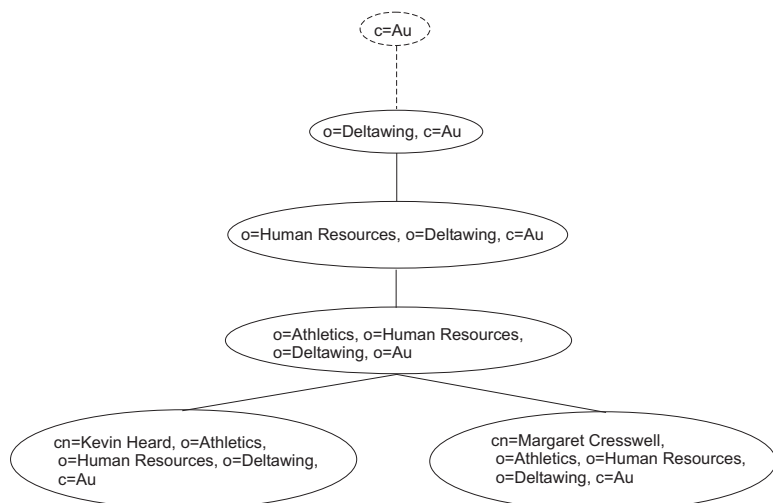 c=Au
o=Deltawing, c=Au
o=Human Resources, o=Deltawing, c=Au
o=Athletics, o=Human Resources,
o=Deltawing, o=Au
cn=Kevin Heard, o=Athletics,
o=Human Resources, o=Deltawing,
c=Au
cn=Margaret Cresswell,
o=Athletics, o=Human Resources,
o=Deltawing, c=Au